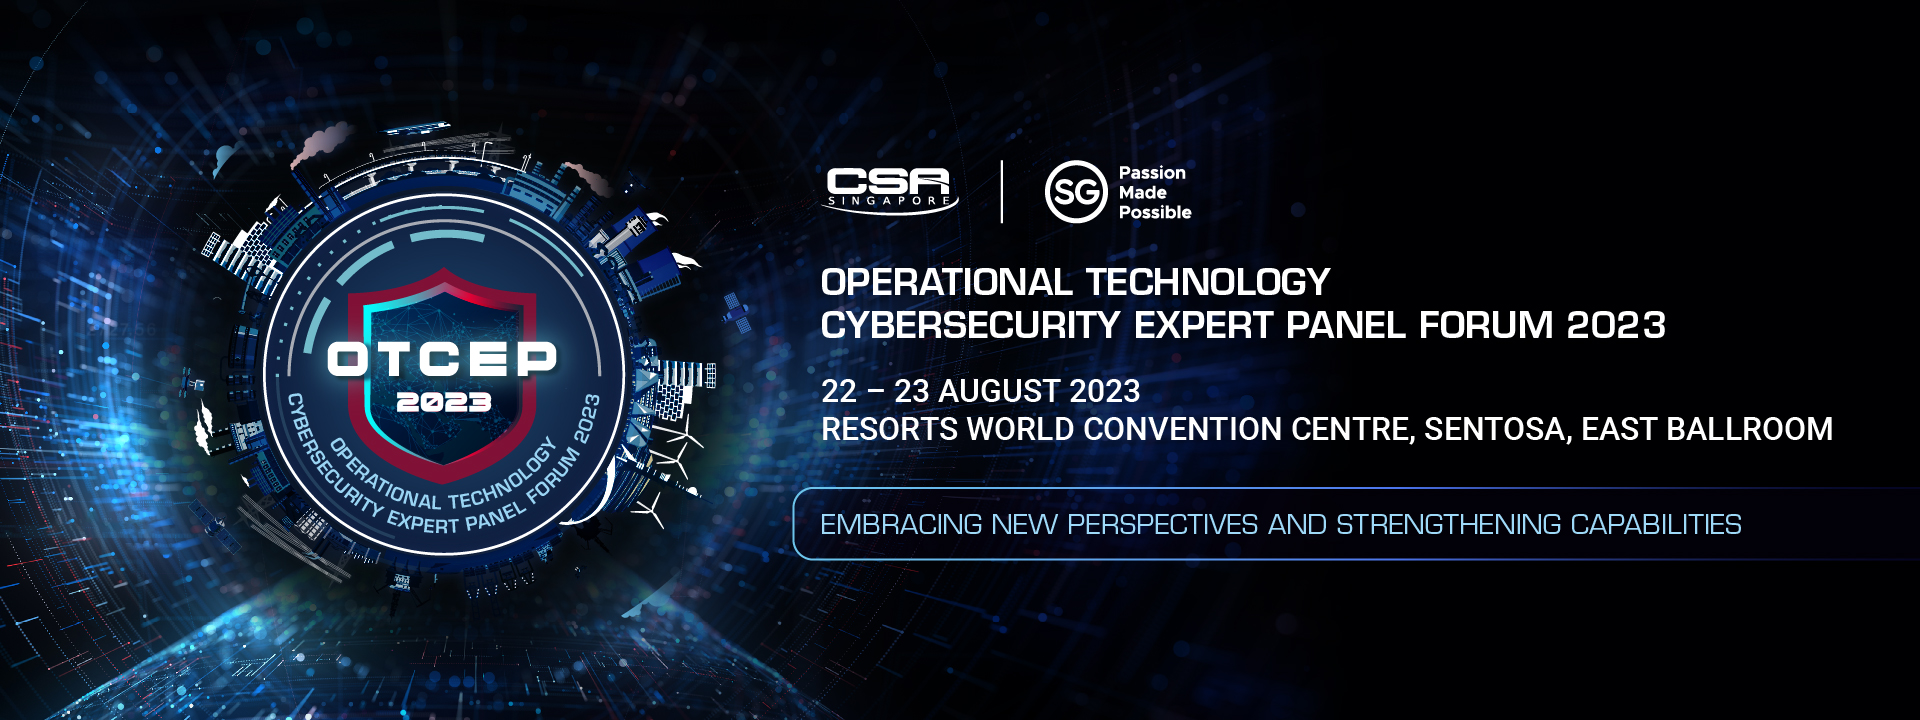 OTCEP
2023
OPERATIONAL TECHNOLOGY
CYBERSECURITY EXPERT PANEL FORUM 2023
CSA
SINGAPORE
SG
Passion
Made
Possible
OPERATIONAL TECHNOLOGY
CYBERSECURITY EXPERT PANEL FORUM 2023
22 – 23 AUGUST 2023
RESORTS WORLD CONVENTION CENTRE, SENTOSA, EAST BALLROOM
EMBRACING NEW PERSPECTIVES AND STRENGTHENING CAPABILITIES